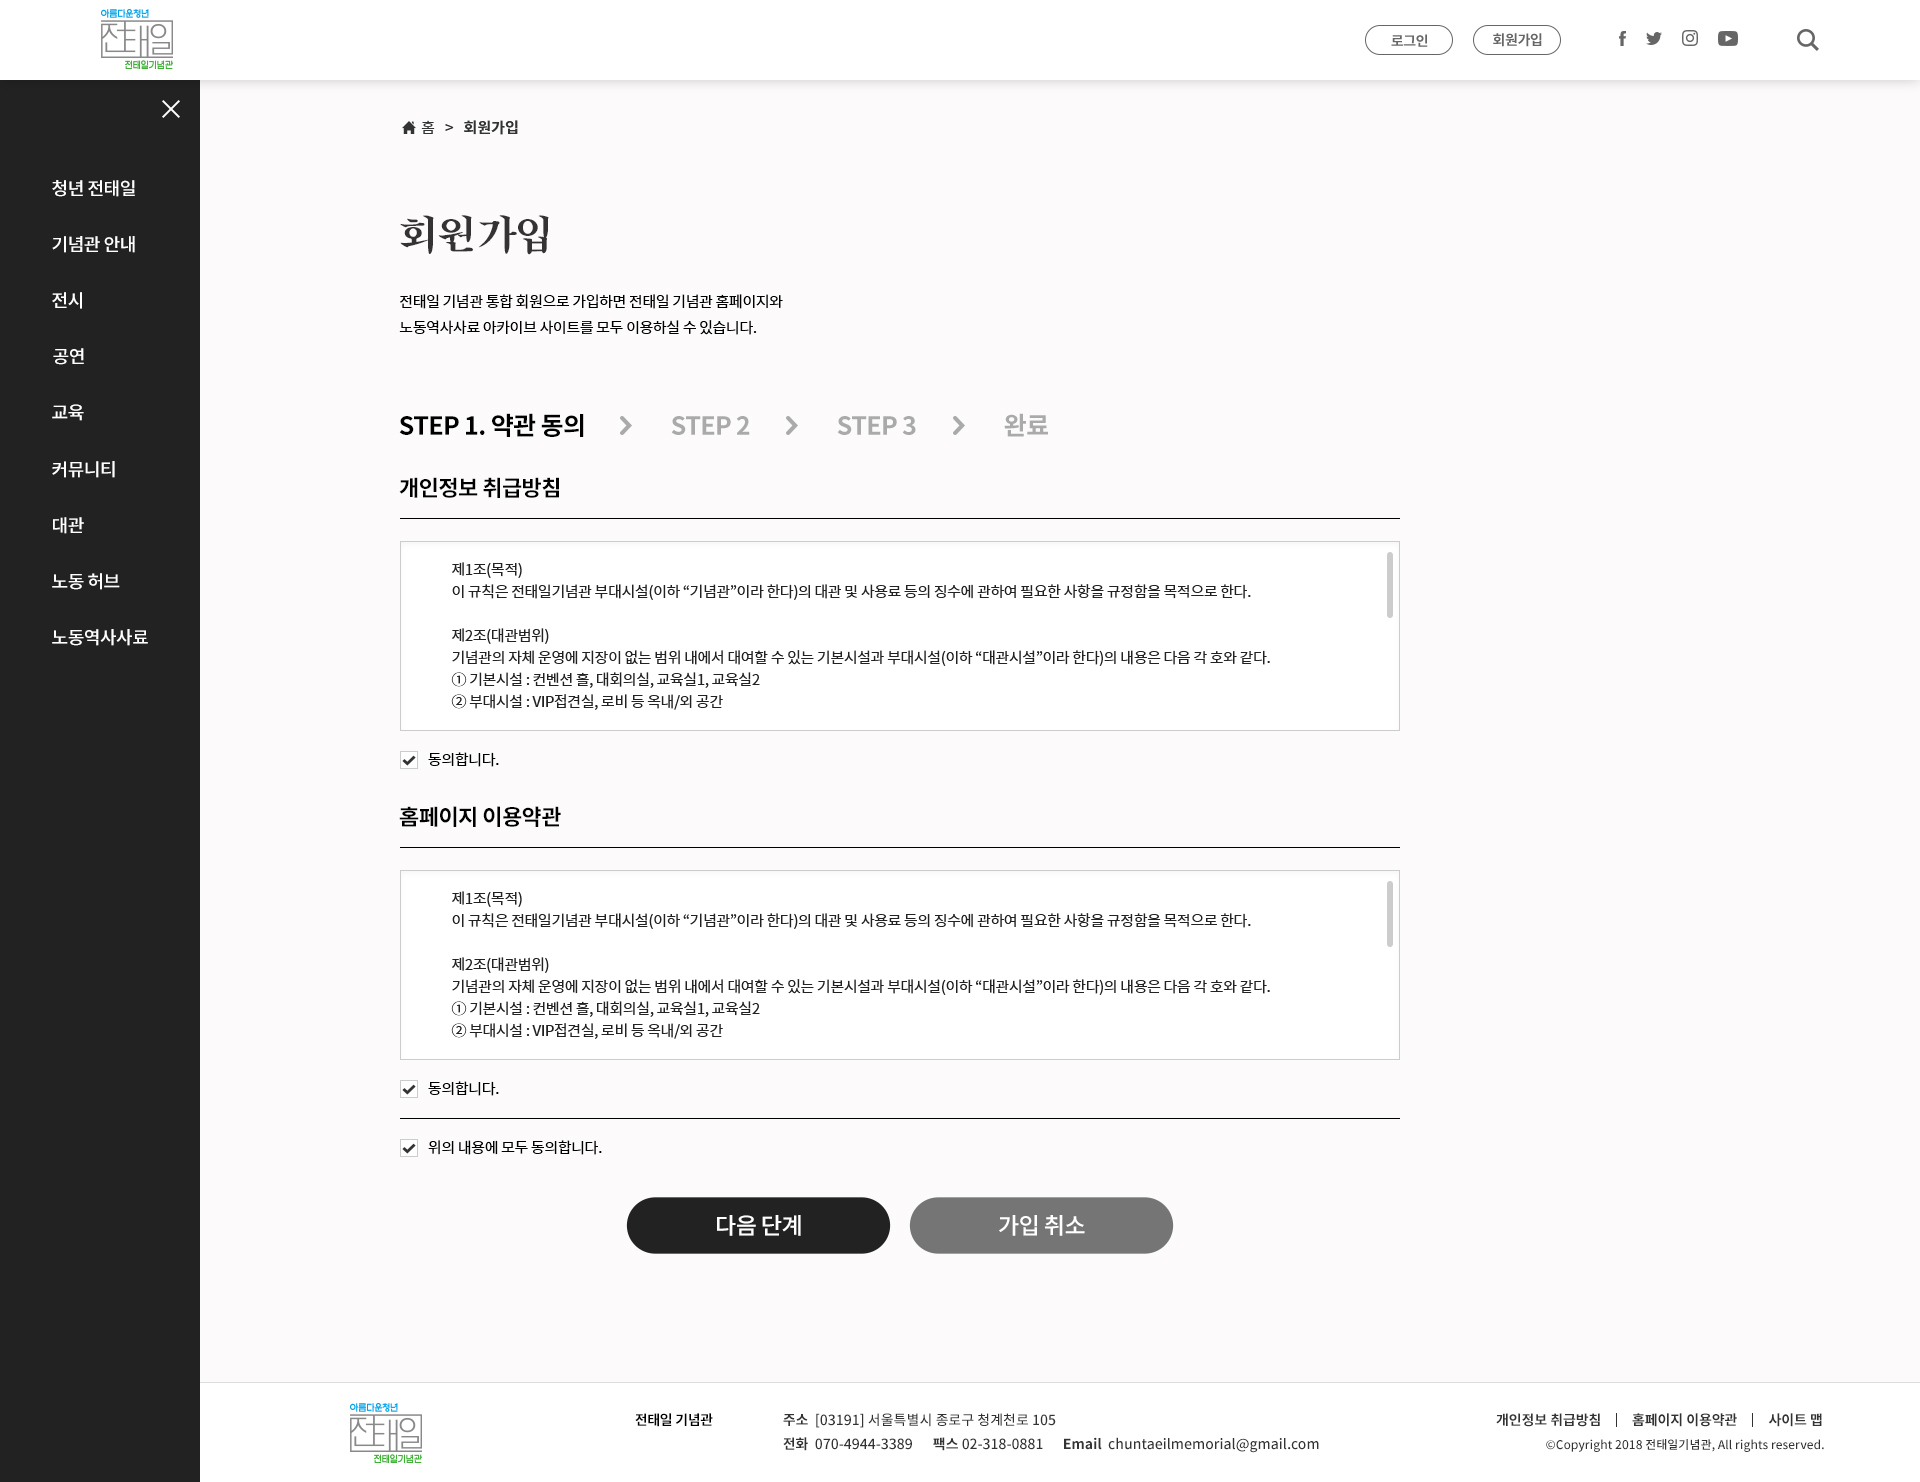 아름다운청년
전태일
전태일기념관
로그인
회원가입
홈 > 회원가입
청년 전태일
기념관 안내
전시
공연
교육
커뮤니티
대관
노동 허브
노동역사사료
회원가입
전태일 기념관 통합 회원으로 가입하면 전태일 기념관 홈페이지와
노동역사사료 아카이브 사이트를 모두 이용하실 수 있습니다.
STEP 1. 약관 동의 STEP 2 STEP 3 완료
개인정보 취급방침
제1조(목적)
이 규칙은 전태일기념관 부대시설(이하 “기념관”이라 한다)의 대관 및 사용료 등의 징수에 관하여 필요한 사항을 규정함을 목적으로 한다.
제2조(대관범위)
기념관의 자체 운영에 지장이 없는 범위 내에서 대여할 수 있는 기본시설과 부대시설(이하 “대관시설”이라 한다)의 내용은 다음 각 호와 같다.
① 기본시설 : 컨벤션 홀, 대회의실, 교육실1, 교육실2
② 부대시설 : VIP접견실, 로비 등 옥내/외 공간
동의합니다.
홈페이지 이용약관
제1조(목적)
이 규칙은 전태일기념관 부대시설(이하 “기념관”이라 한다)의 대관 및 사용료 등의 징수에 관하여 필요한 사항을 규정함을 목적으로 한다.
제2조(대관범위)
기념관의 자체 운영에 지장이 없는 범위 내에서 대여할 수 있는 기본시설과 부대시설(이하 “대관시설”이라 한다)의 내용은 다음 각 호와 같다.
① 기본시설 : 컨벤션 홀, 대회의실, 교육실1, 교육실2
② 부대시설 : VIP접견실, 로비 등 옥내/외 공간
동의합니다.
위의 내용에 모두 동의합니다.
다음 단계
가입 취소
아름다운청년
전태일
전태일기념관
전태일 기념관
주소 [03191] 서울특별시 종로구 청계천로 105
전화 070-4944-3389 팩스 02-318-0881 Email chuntaeilmemorial@gmail.com
개인정보 취급방침 | 홈페이지 이용약관 | 사이트 맵
©Copyright 2018 전태일기념관, All rights reserved.